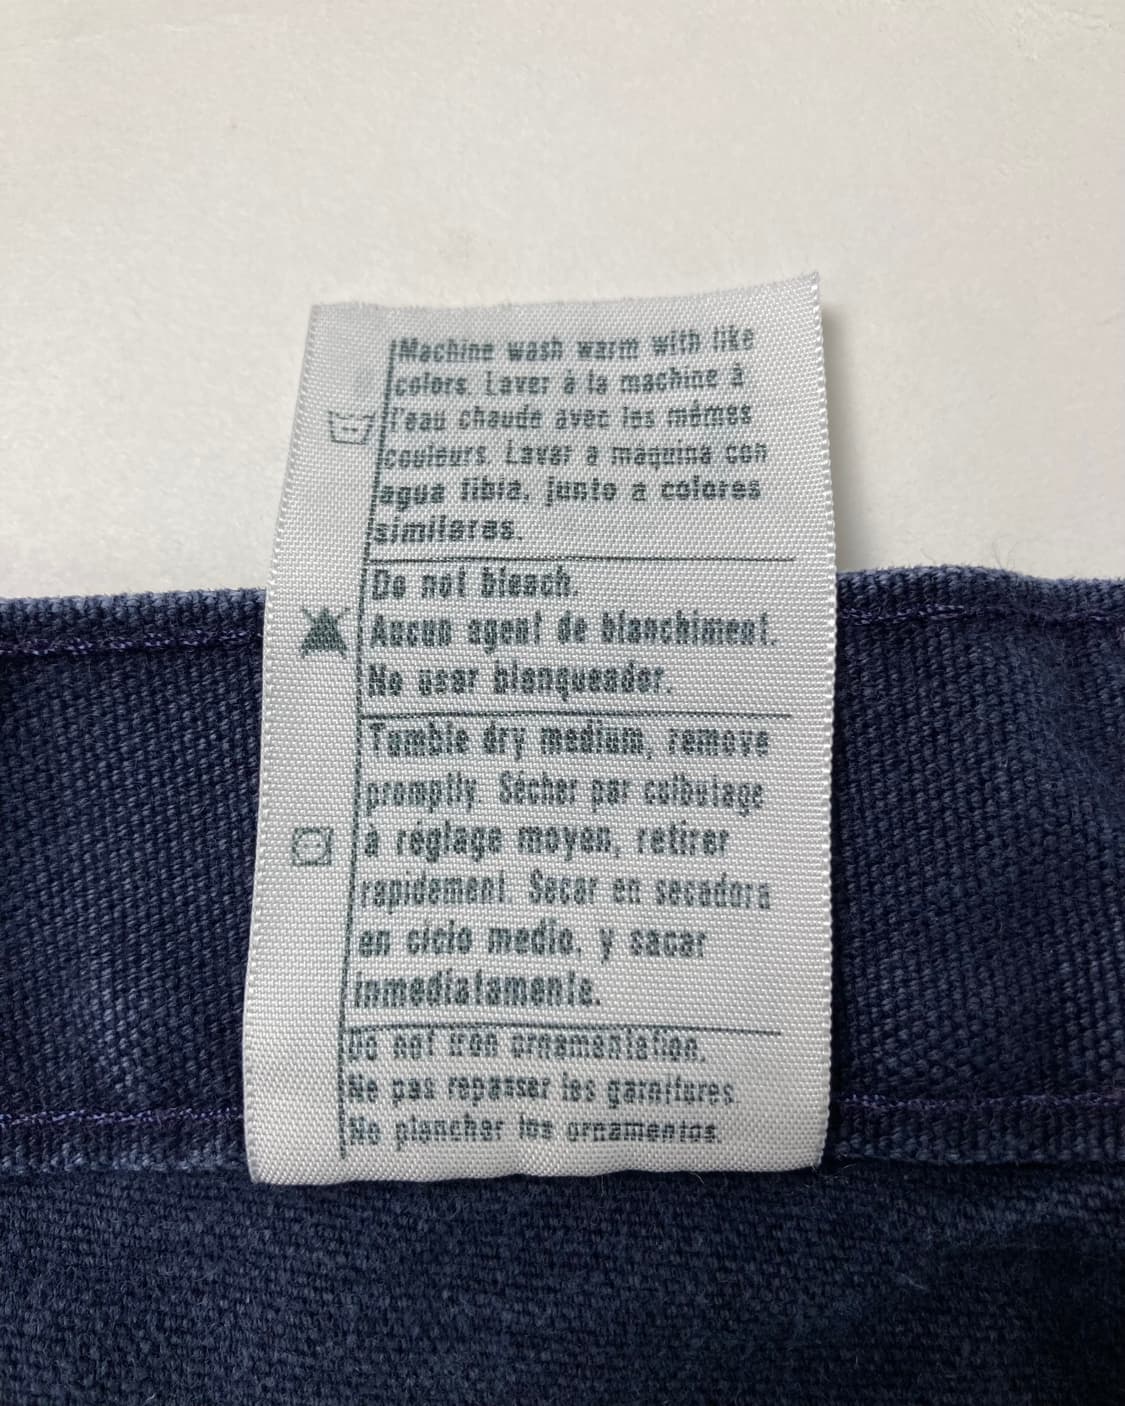 Machine wash warm with like
colors. Laver à la machine à
l'eau chaude avec les mêmes
couleurs. Lavar a maquina con
agua tibia, junto a colores
similares.
Do not bleach.
Aucun agent de blanchiment.
No usar blanqueador.
Tumble dry medium, remove
promptly. Sécher par culbutage
à réglage moyen, retirer
rapidement. Secar en secadora
en ciclo medio, y sacar
inmediatamente.
Do not iron ornamentation.
Ne pas repasser les garnitures.
No planchar los ornamentos.